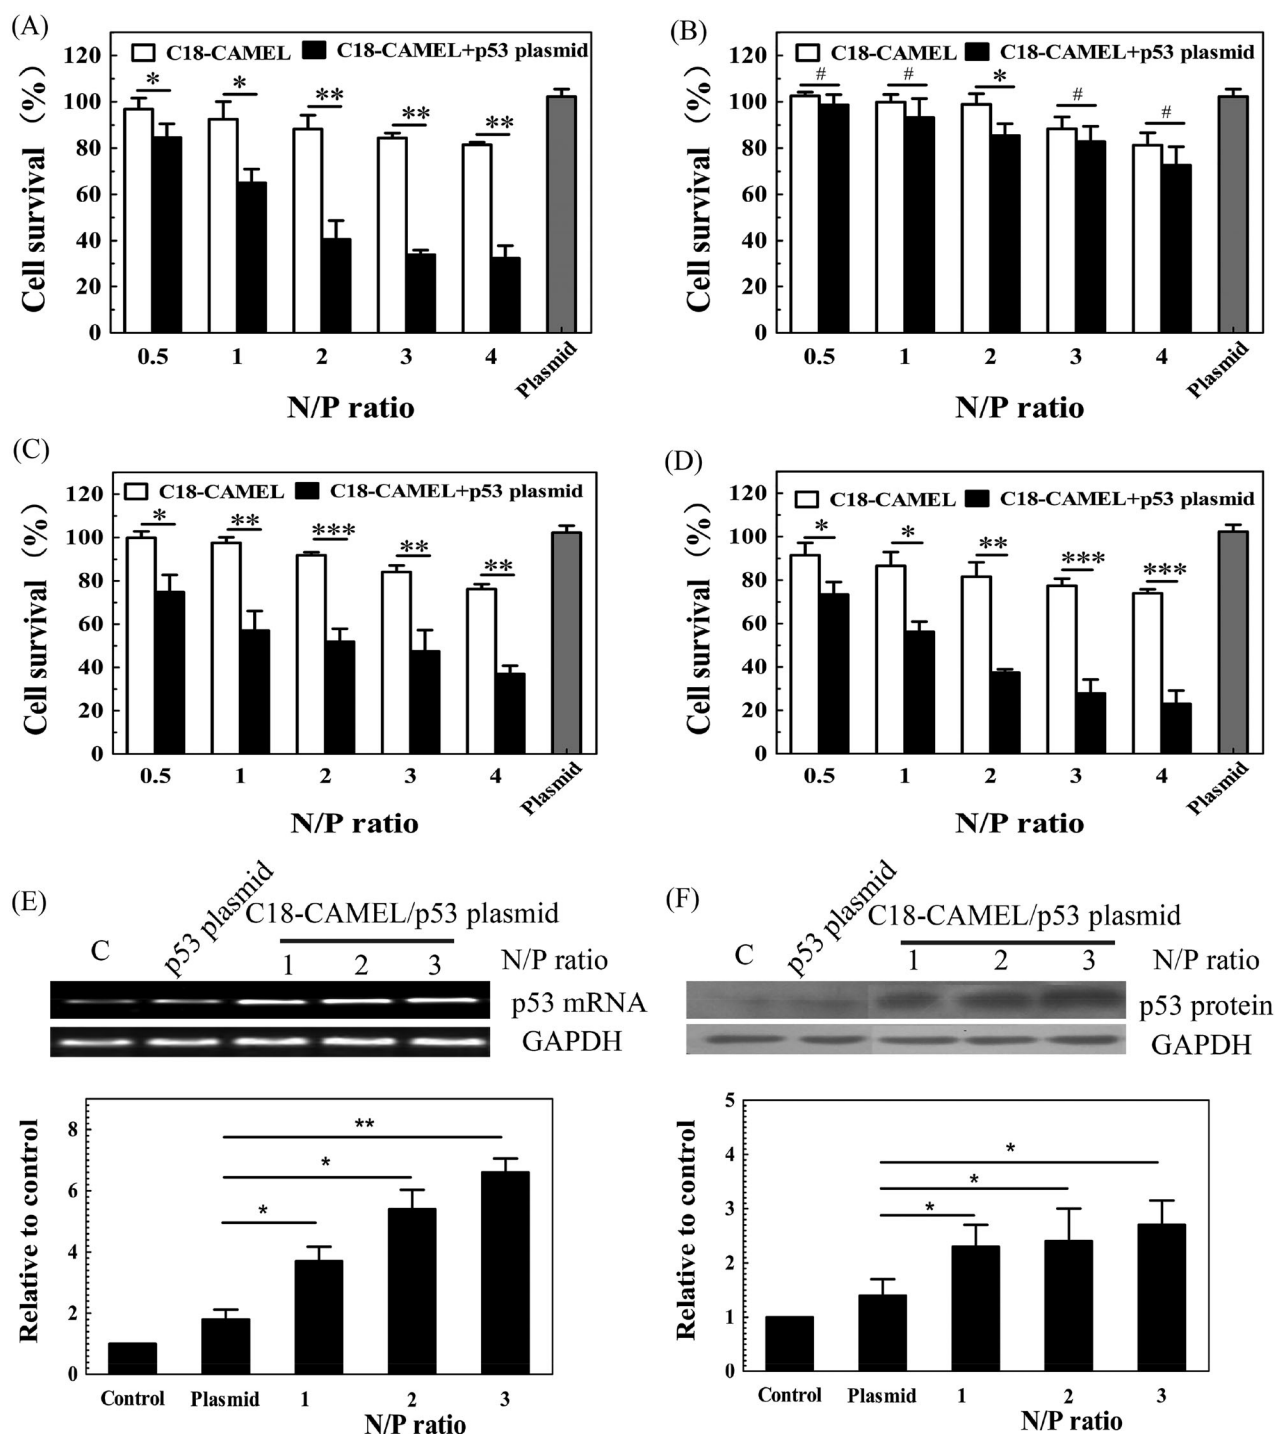 (A)
C18-CAMEL
C18-CAMEL+p53 plasmid
120
100
80
60
40
20
0
Cell survival (%)
* * ** ** **
0.5 1 2 3 4 Plasmid
N/P ratio
(B)
C18-CAMEL
C18-CAMEL+p53 plasmid
120
100
80
60
40
20
0
Cell survival (%)
# # * # #
0.5 1 2 3 4 Plasmid
N/P ratio
(C)
C18-CAMEL
C18-CAMEL+p53 plasmid
120
100
80
60
40
20
0
Cell survival (%)
* ** *** ** **
0.5 1 2 3 4 Plasmid
N/P ratio
(D)
C18-CAMEL
C18-CAMEL+p53 plasmid
120
100
80
60
40
20
0
Cell survival (%)
* * ** *** ***
0.5 1 2 3 4 Plasmid
N/P ratio
(E)
C18-CAMEL/p53 plasmid
C p53 plasmid 1 2 3 N/P ratio
p53 mRNA
GAPDH
8
6
4
2
0
Relative to control
**
*
*
Control Plasmid 1 2 3
N/P ratio
(F)
C18-CAMEL/p53 plasmid
C p53 plasmid 1 2 3 N/P ratio
p53 protein
GAPDH
5
4
3
2
1
0
Relative to control
*
*
*
Control Plasmid 1 2 3
N/P ratio